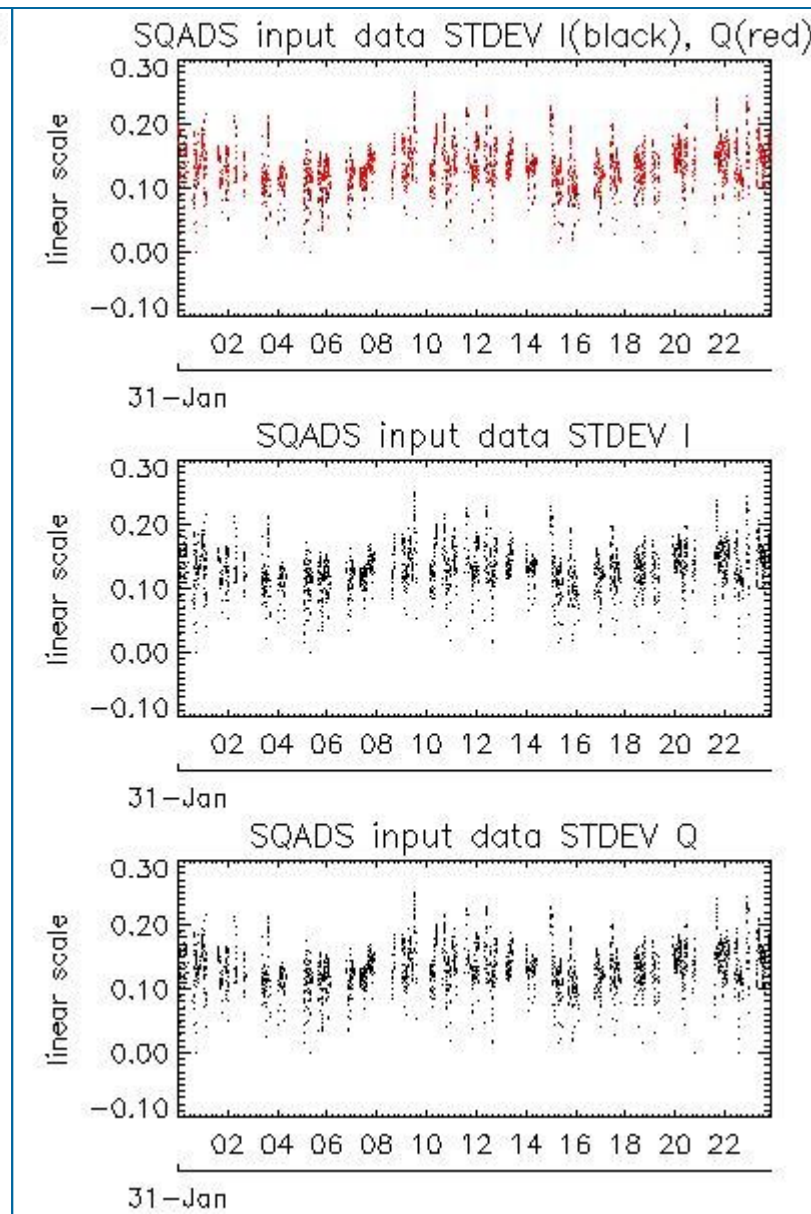 SQADS input data STDEV I(black), Q(red)
0.30
0.20
0.10
0.00
−0.10
linear scale
02 04 06 08 10 12 14 16 18 20 22
31−Jan
SQADS input data STDEV I
0.30
0.20
0.10
0.00
−0.10
linear scale
02 04 06 08 10 12 14 16 18 20 22
31−Jan
SQADS input data STDEV Q
0.30
0.20
0.10
0.00
−0.10
linear scale
02 04 06 08 10 12 14 16 18 20 22
31−Jan